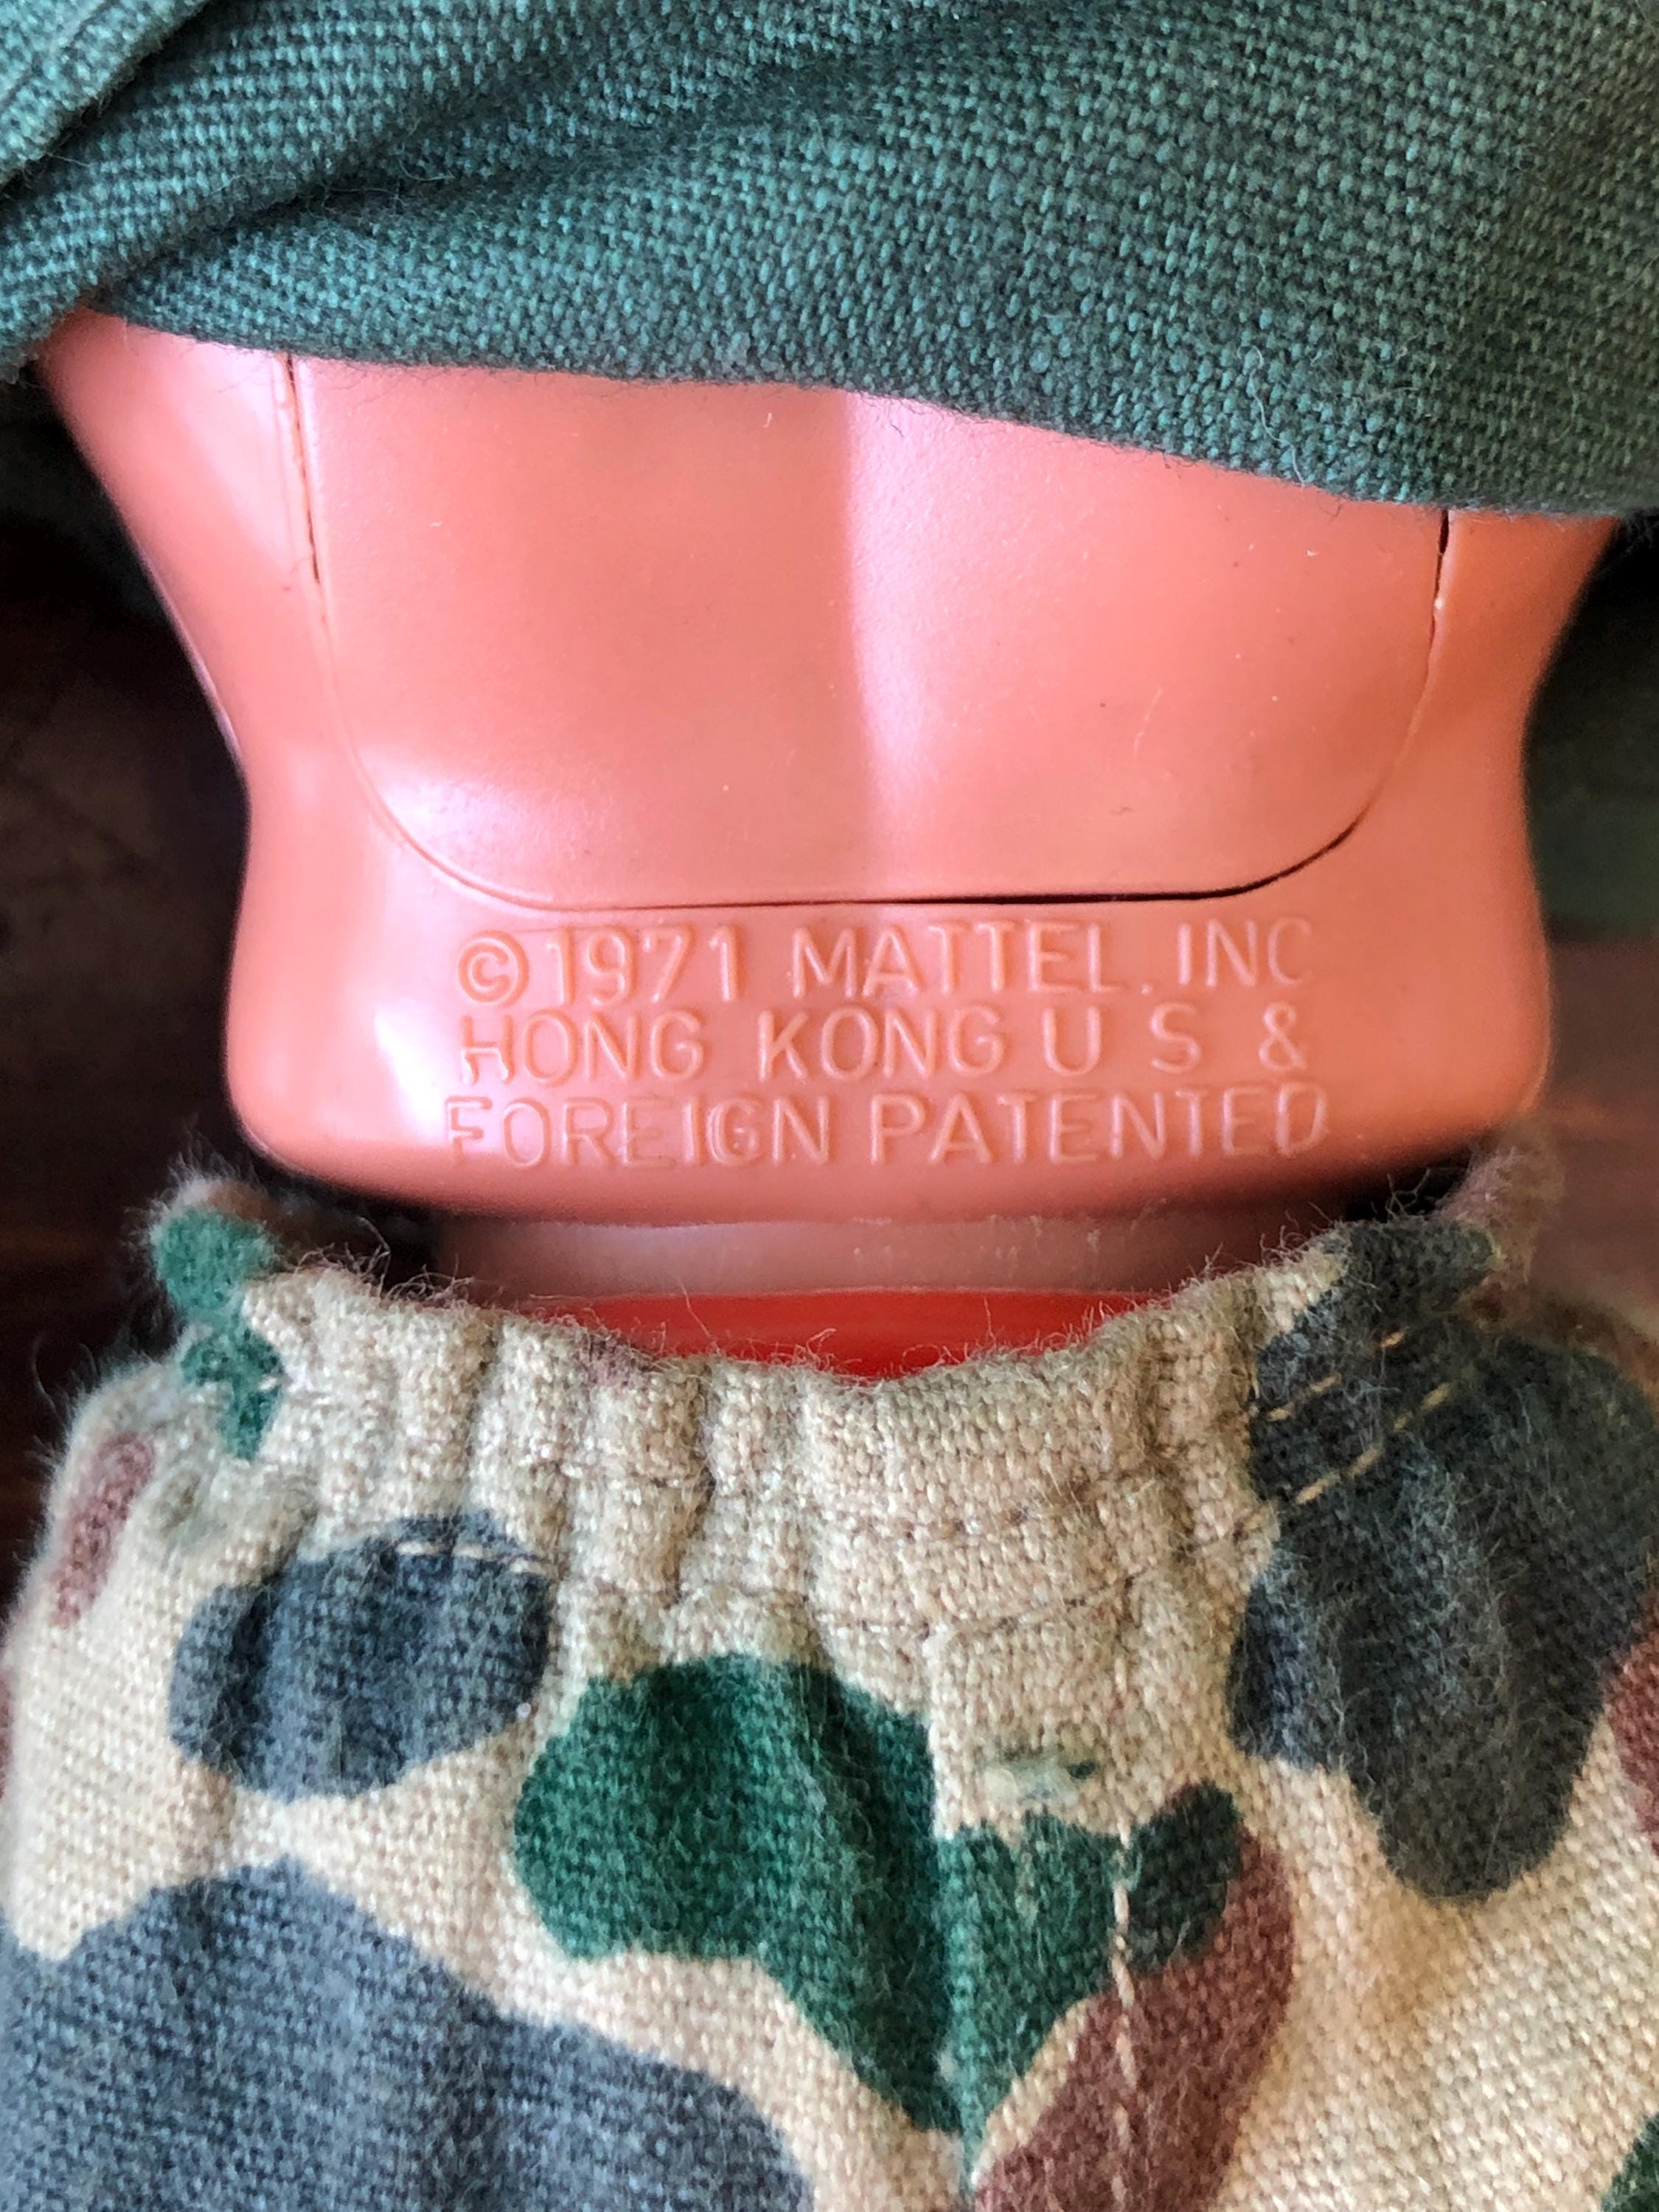 ©1971 MATTEL, INC
HONG KONG U S &
FOREIGN PATENTED